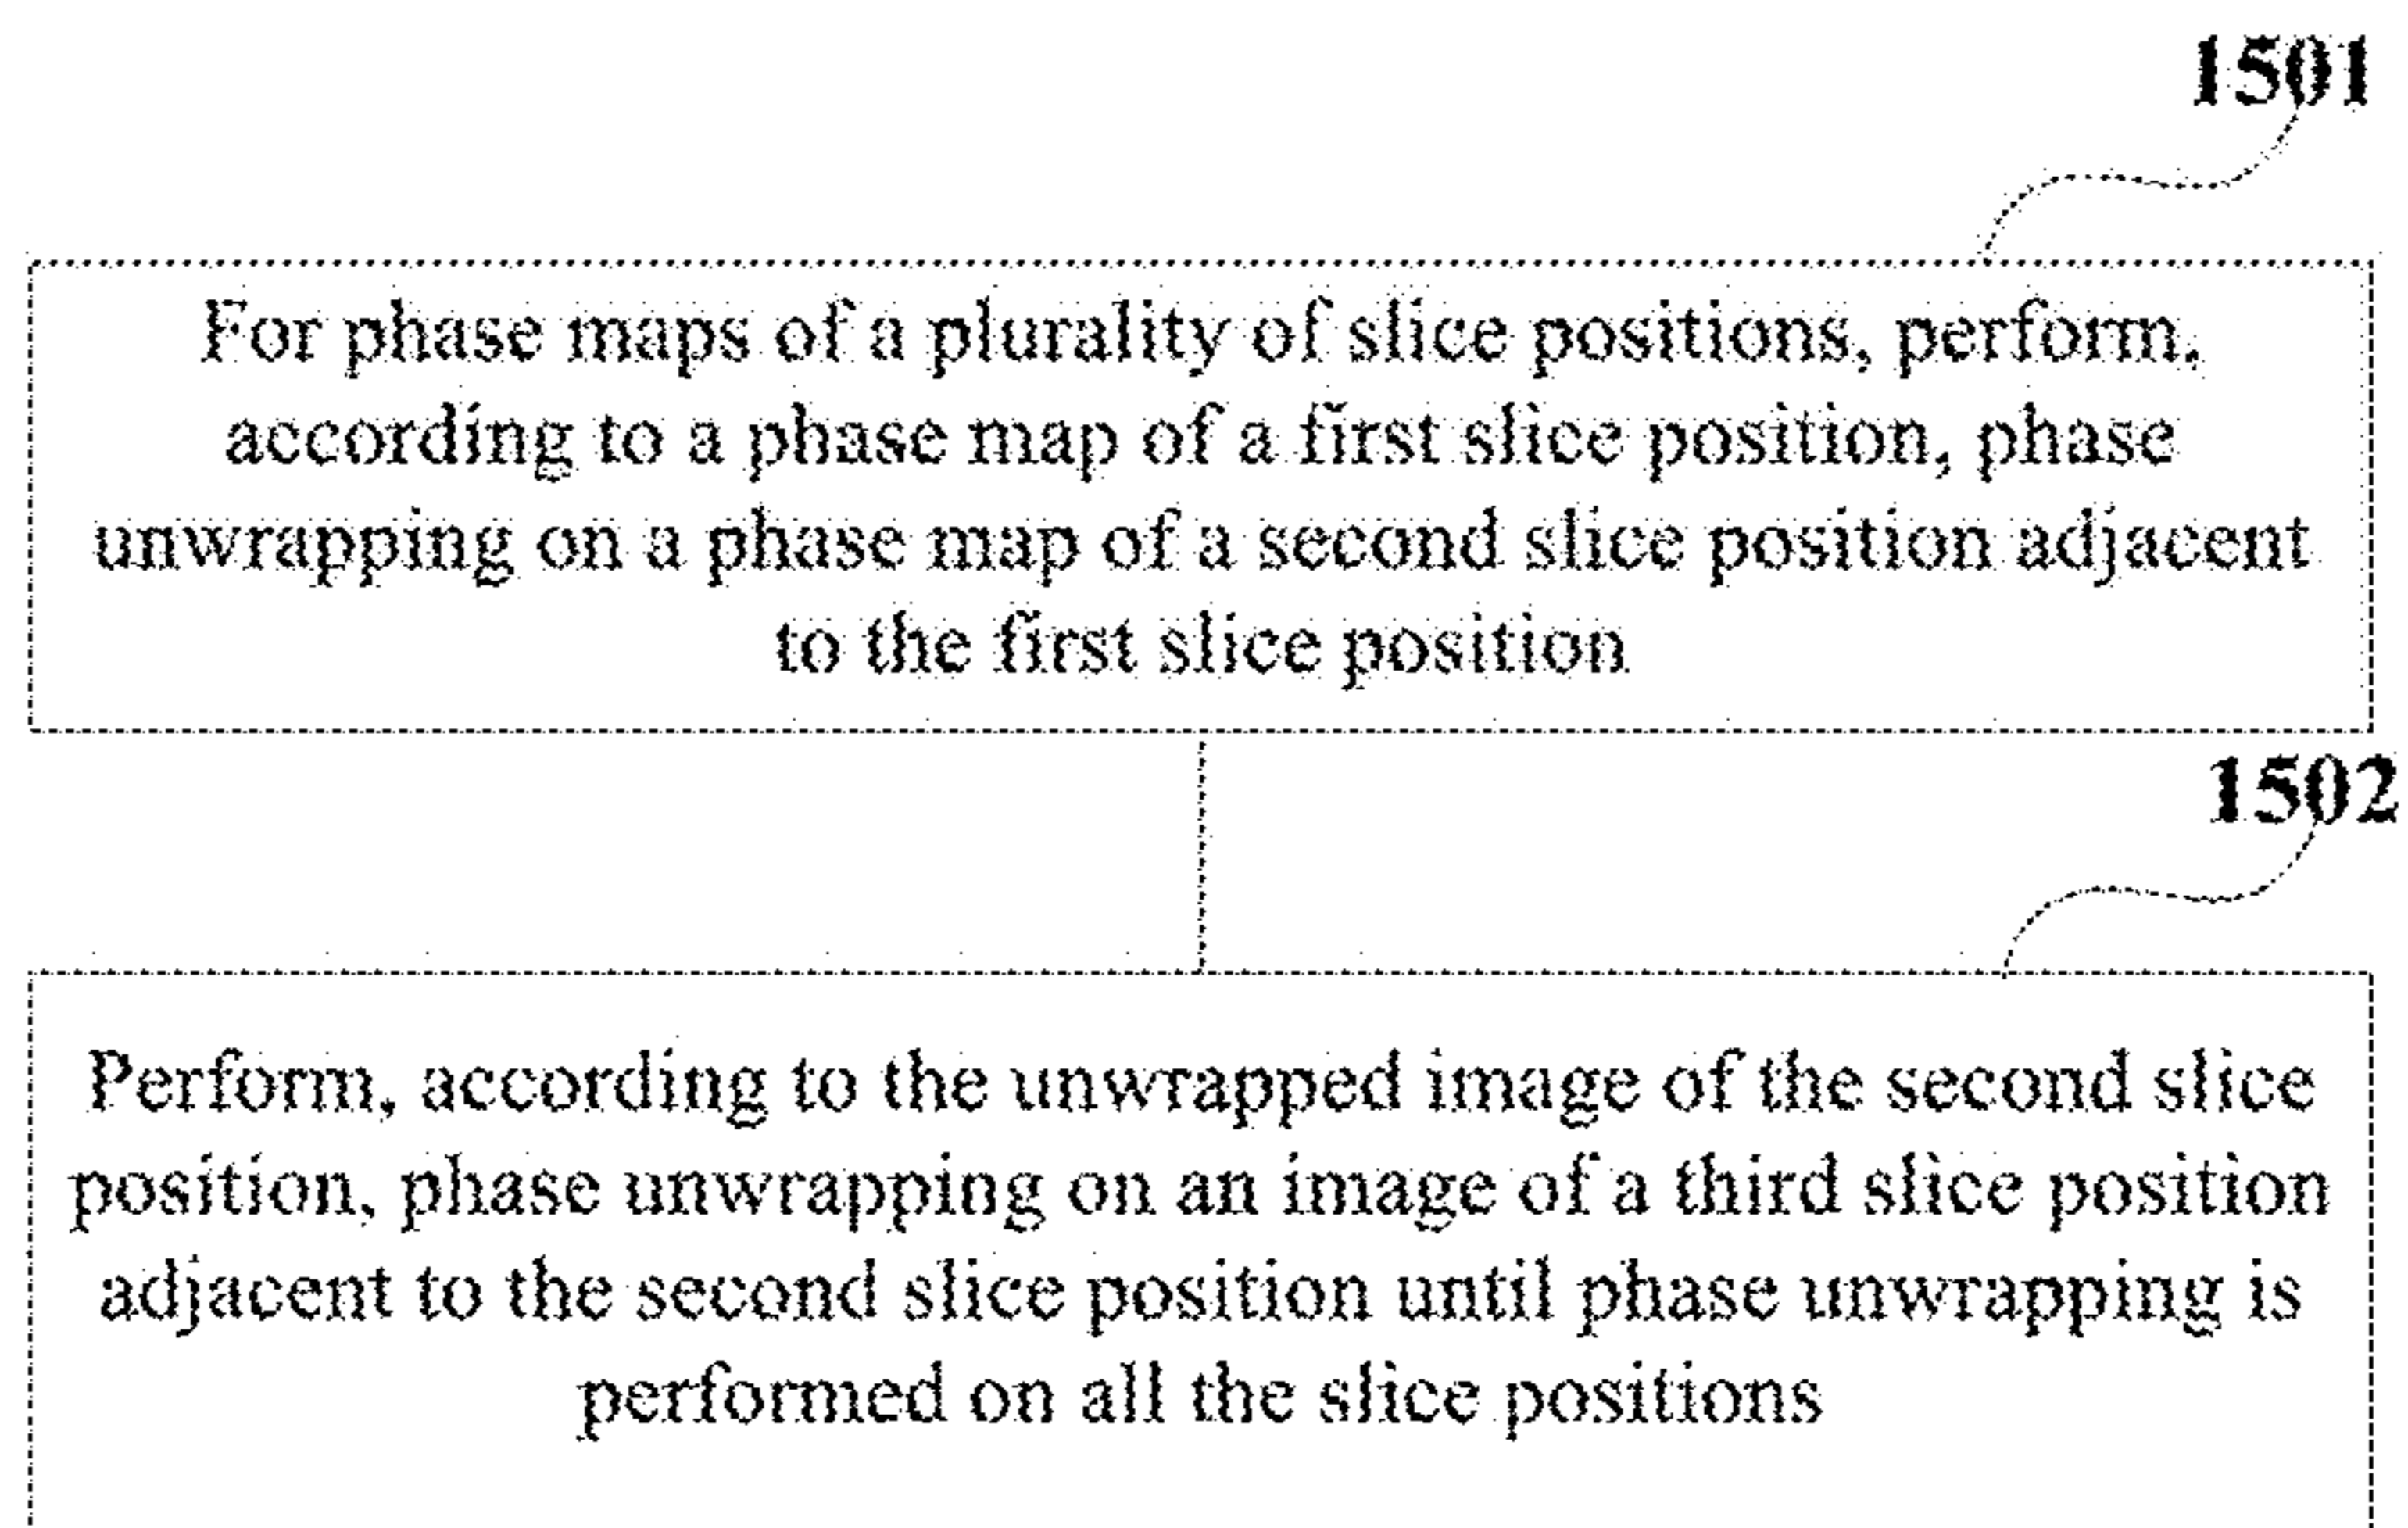 1501
For phase maps of a plurality of slice positions, perform,
according to a phase map of a first slice position, phase
unwrapping on a phase map of a second slice position adjacent
to the first slice position
1502
Perform, according to the unwrapped image of the second slice
position, phase unwrapping on an image of a third slice position
adjacent to the second slice position until phase unwrapping is
performed on all the slice positions